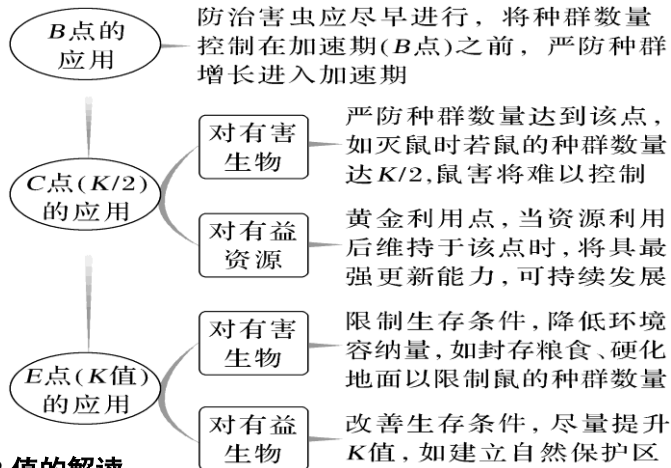 B点的
应用
防治害虫应尽早进行，将种群数量
控制在加速期(B点)之前，严防种群
增长进入加速期
C点(K/2)
的应用
对有害
生物
严防种群数量达到该点，
如灭鼠时若鼠的种群数量
达K/2,鼠害将难以控制
对有益
资源
黄金利用点，当资源利用
后维持于该点时，将具最
强更新能力，可持续发展
E点(K值)
的应用
对有害
生物
限制生存条件，降低环境
容纳量，如封存粮食、硬化
地面以限制鼠的种群数量
对有益
生物
改善生存条件，尽量提升
K值，如建立自然保护区
值的解读